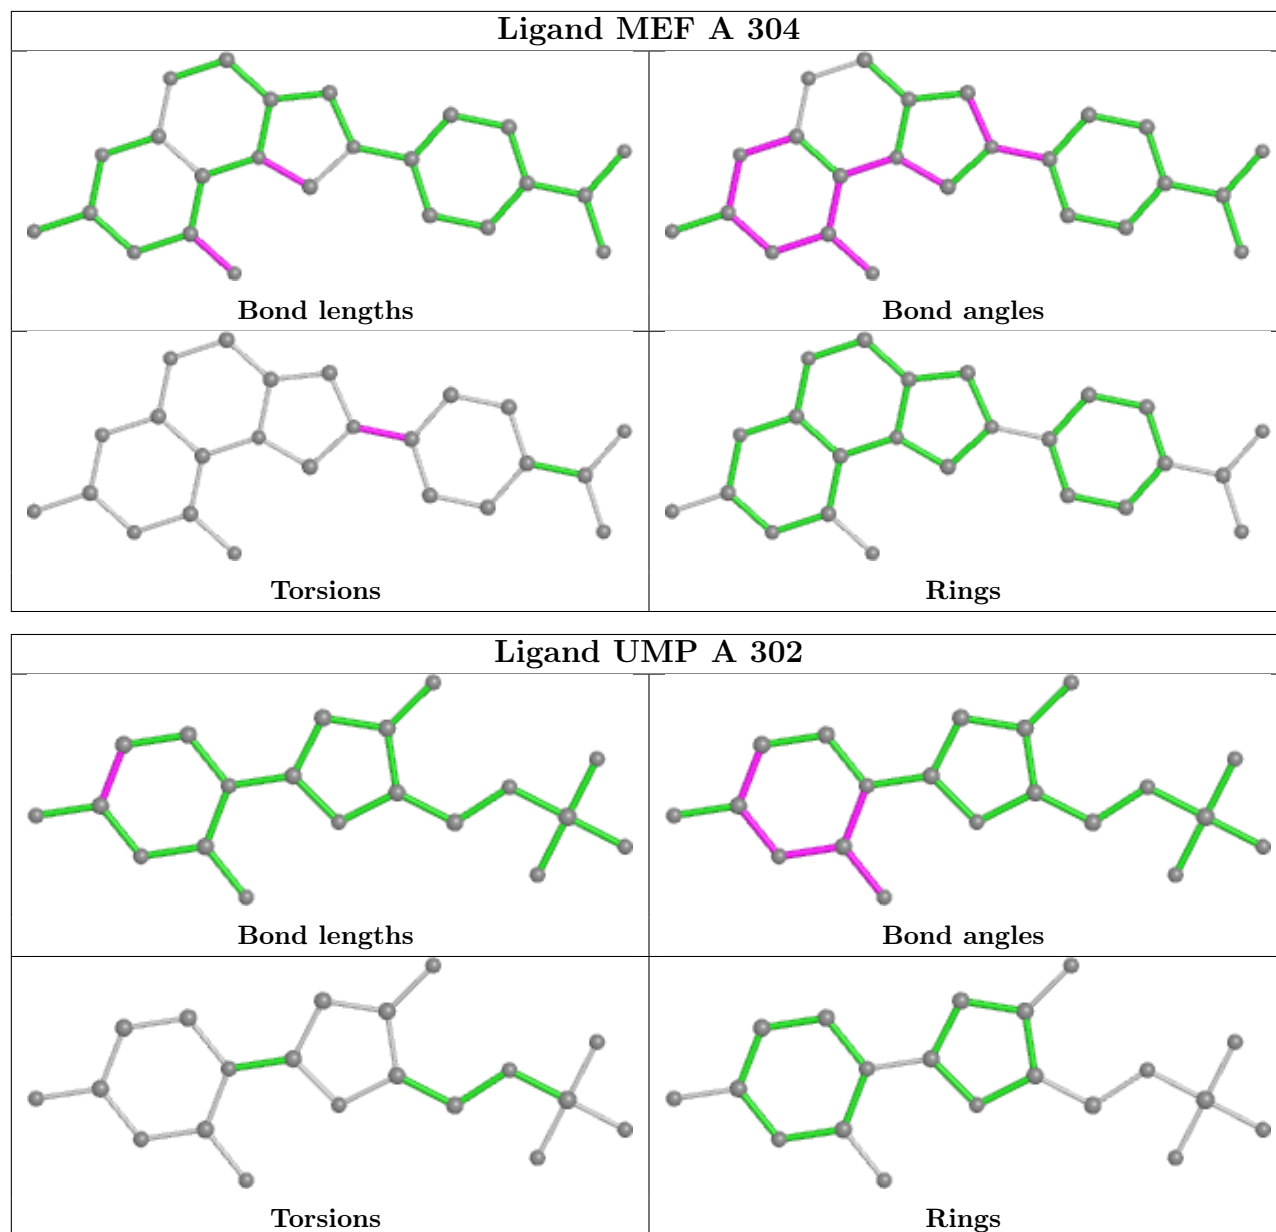 Ligand MEF A 304
Bond lengths
Bond angles
Torsions
Rings
Ligand UMP A 302
Bond lengths
Bond angles
Torsions
Rings